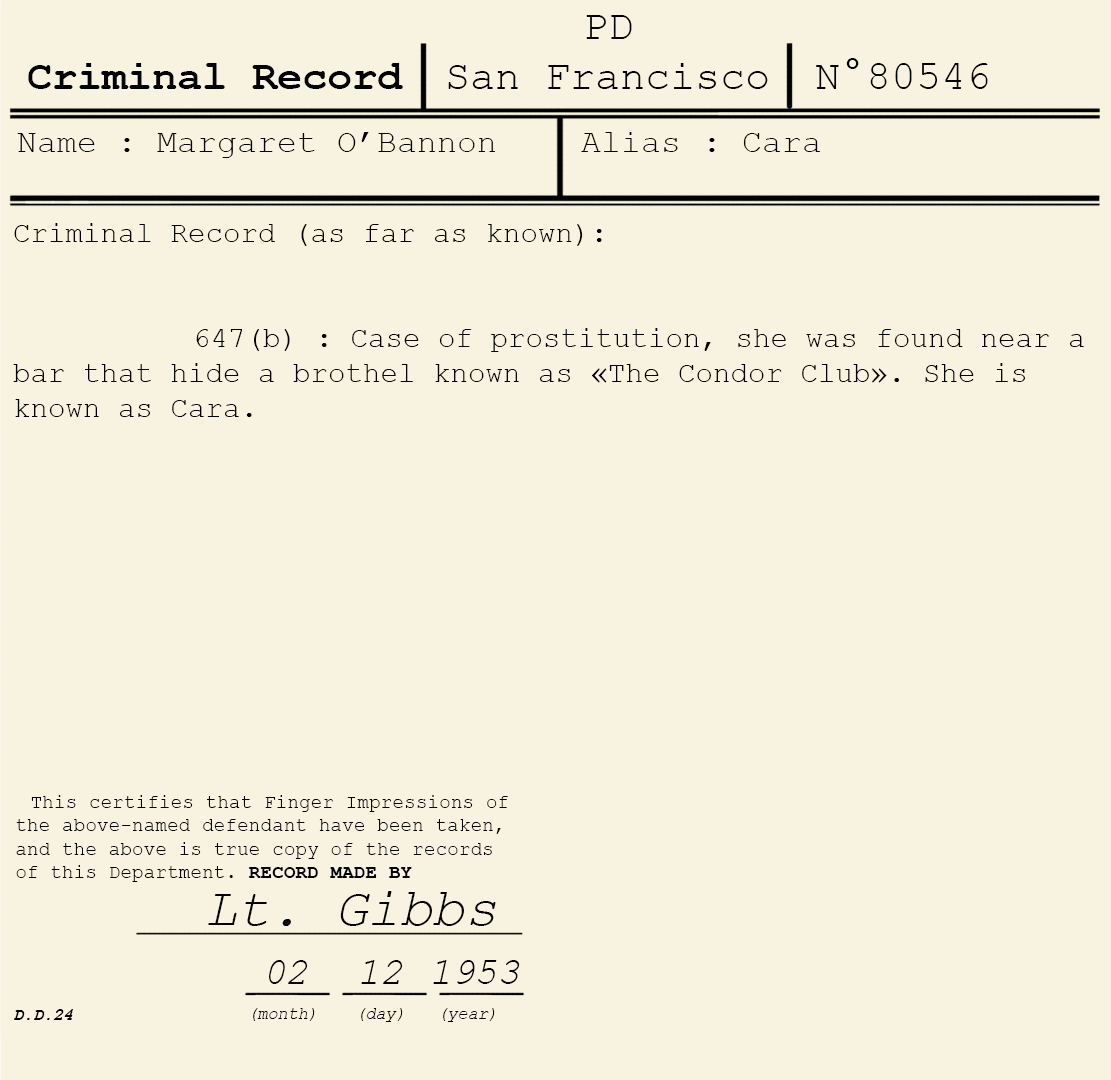 PD
Criminal Record San Francisco N°80546
Name : Margaret O'Bannon Alias : Cara
Criminal Record (as far as known):
647(b) : Case of prostitution, she was found near a
bar that hide a brothel known as «The Condor Club». She is
known as Cara.
This certifies that Finger Impressions of
the above-named defendant have been taken,
and the above is true copy of the records
of this Department. RECORD MADE BY
Lt. Gibbs
02 12 1953
D.D.24 (month) (day) (year)